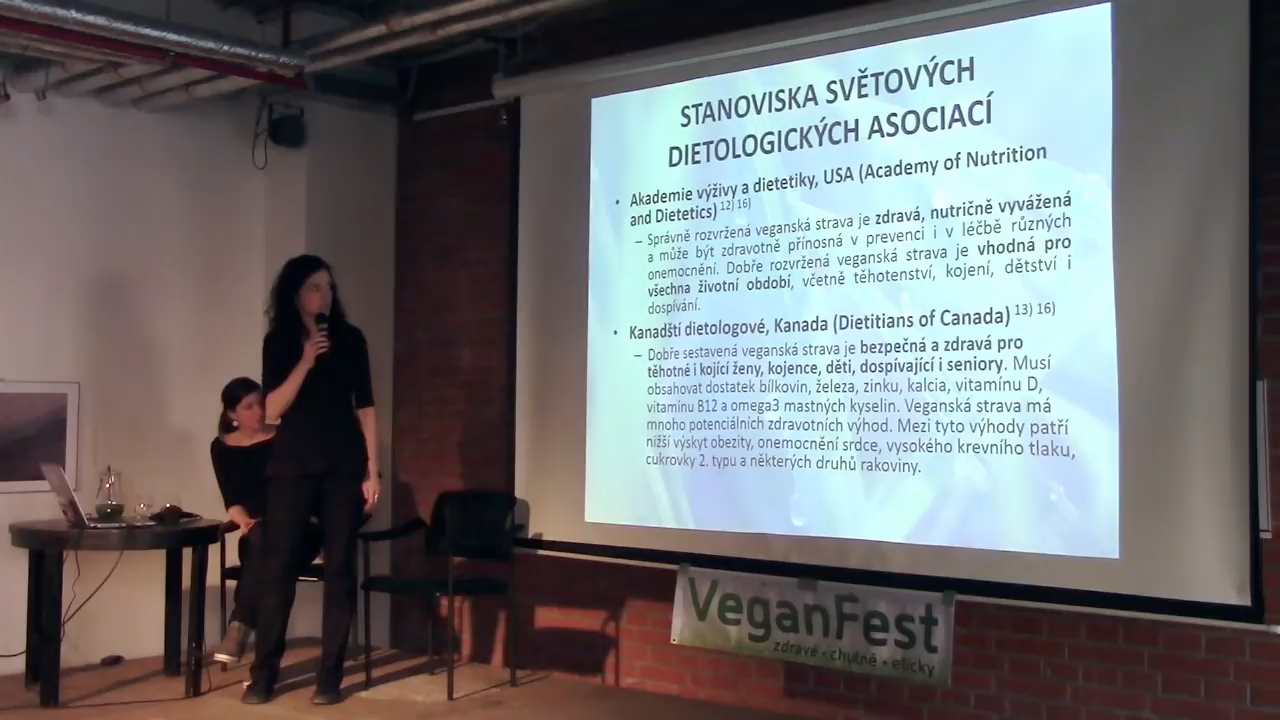 STANOVISKA SVĚTOVÝCH
DIETOLOGICKÝCH ASOCIACÍ
• Akademie výživy a dietetiky, USA (Academy of Nutrition
and Dietetics) 12) 16)
– Správně rozvržená veganská strava je zdravá, nutričně vyvážená
a může být zdravotně přínosná v prevenci i v léčbě různých
onemocnění. Dobře rozvržená veganská strava je vhodná pro
všechna životní období, včetně těhotenství, kojení, dětství i
dospívání.
• Kanadští dietologové, Kanada (Dietitians of Canada) 13) 16)
– Dobře sestavená veganská strava je bezpečná a zdravá pro
těhotné i kojící ženy, kojence, děti, dospívající i seniory. Musí
obsahovat dostatek bílkovin, železa, zinku, kalcia, vitamínu D,
vitamínu B12 a omega3 mastných kyselin. Veganská strava má
mnoho potenciálních zdravotních výhod. Mezi tyto výhody patří
nižší výskyt obezity, onemocnění srdce, vysokého krevního tlaku,
cukrovky 2. typu a některých druhů rakoviny.
VeganFest
zdravě • chutně • eticky